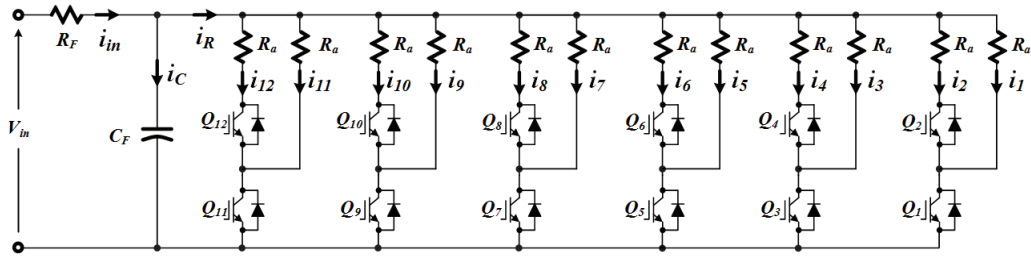 R_F i_in i_R R_a R_a R_a R_a R_a R_a R_a R_a R_a R_a R_a R_a
i_C i_12 i_11 i_10 i_9 i_8 i_7 i_6 i_5 i_4 i_3 i_2 i_1
V_in C_F Q_12 Q_10 Q_8 Q_6 Q_4 Q_2
Q_11 Q_9 Q_7 Q_5 Q_3 Q_1